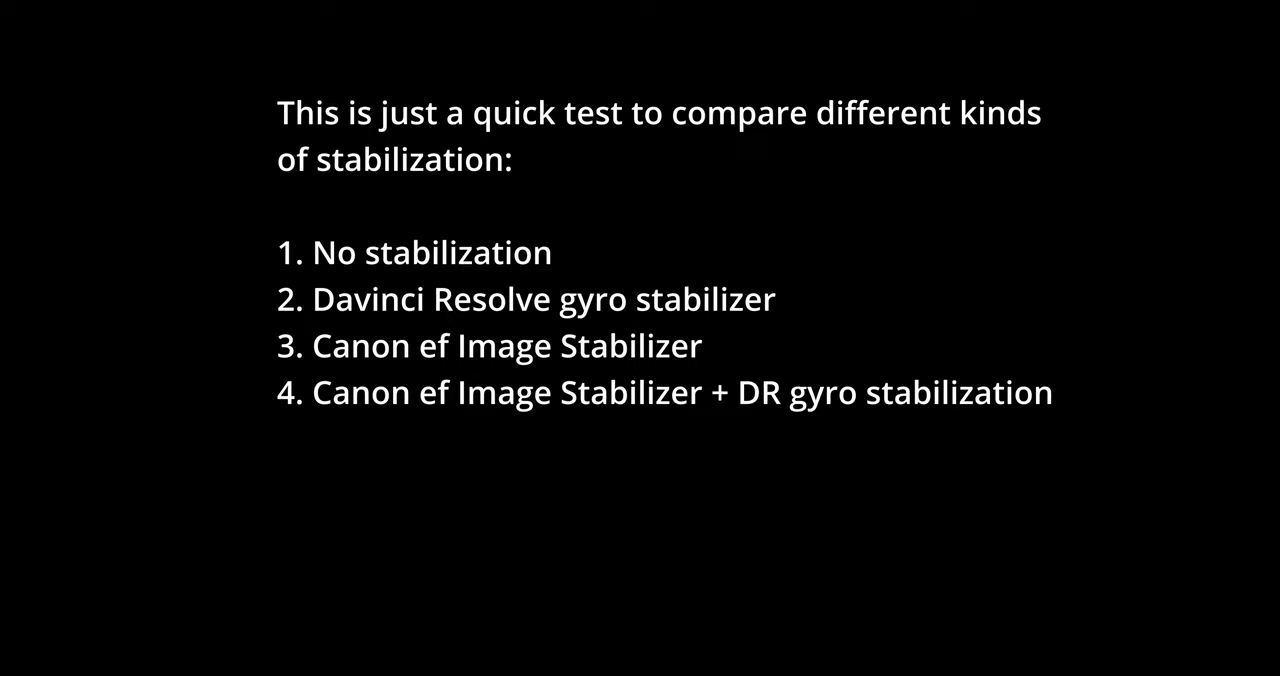 This is just a quick test to compare different kinds
of stabilization:
1. No stabilization
2. Davinci Resolve gyro stabilizer
3. Canon ef Image Stabilizer
4. Canon ef Image Stabilizer + DR gyro stabilization